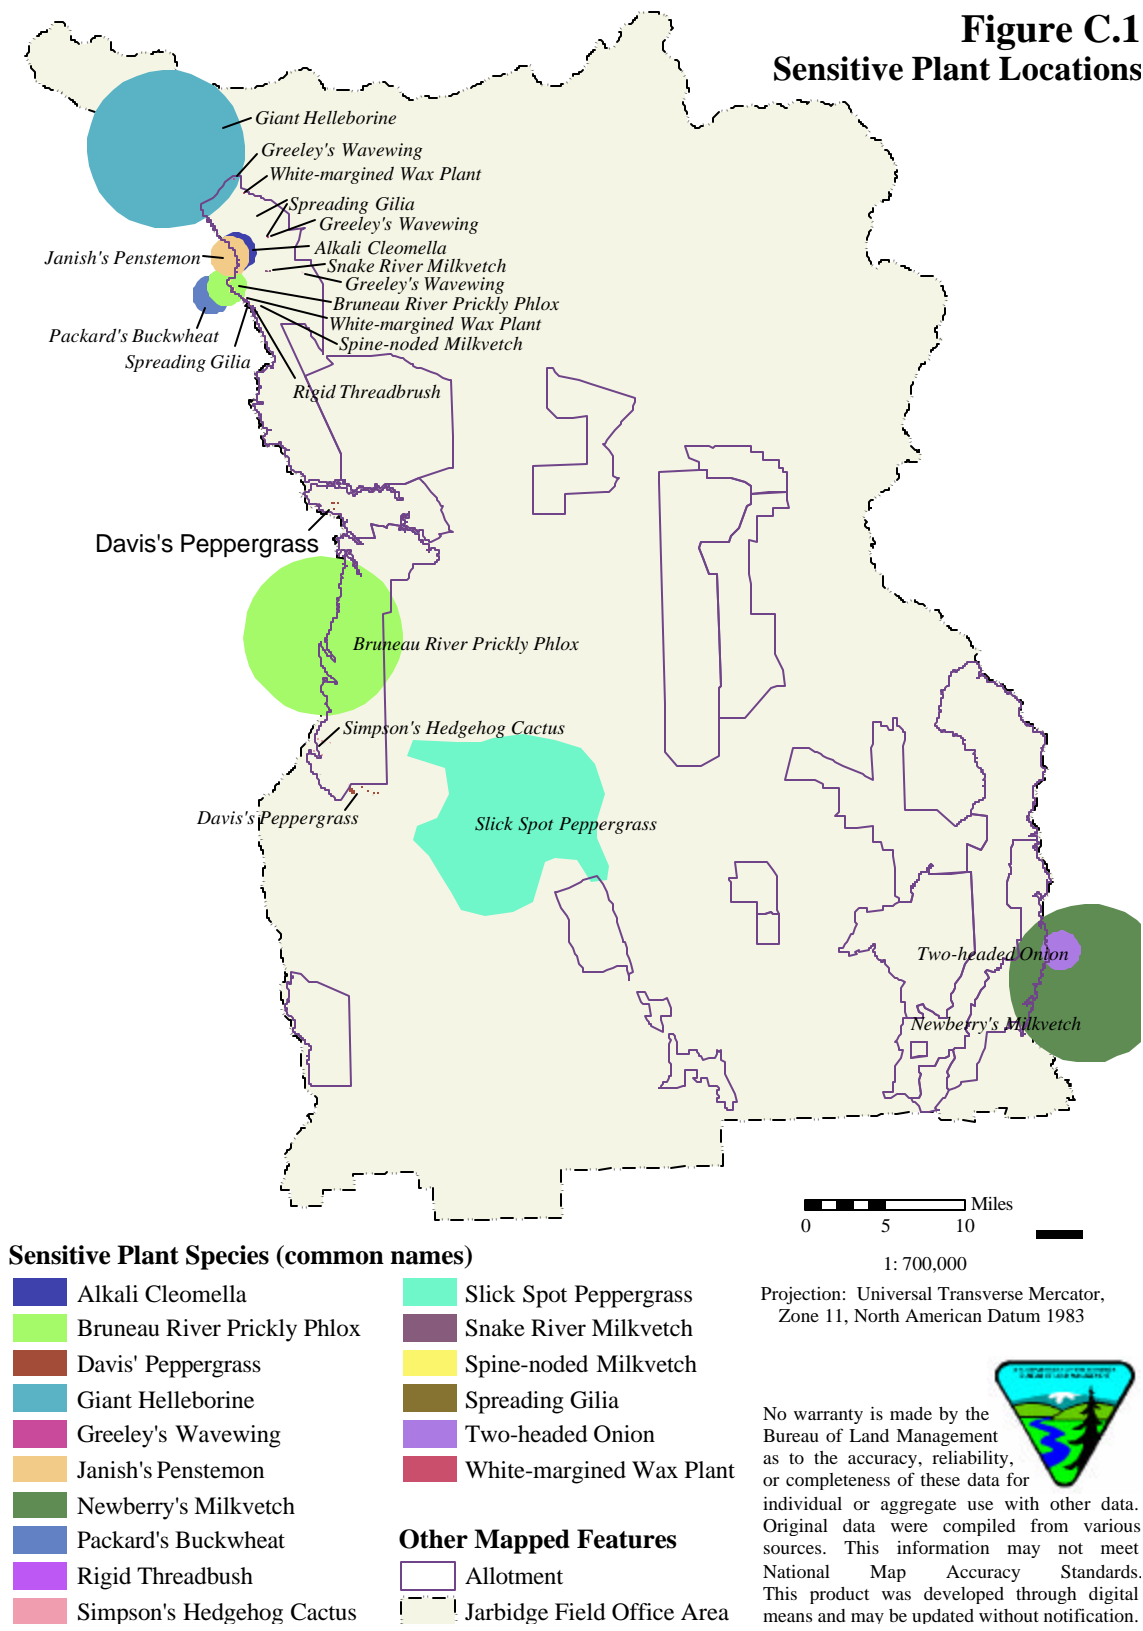 Figure C.1
Sensitive Plant Locations
Giant Helleborine
Greeley's Wavewing
White-margined Wax Plant
Spreading Gilia
Greeley's Wavewing
Alkali Cleomella
Janish's Penstemon
Snake River Milkvetch
Greeley's Wavewing
Bruneau River Prickly Phlox
White-margined Wax Plant
Packard's Buckwheat
Spine-noded Milkvetch
Spreading Gilia
Rigid Threadbrush
Davis's Peppergrass
Bruneau River Prickly Phlox
Simpson's Hedgehog Cactus
Davis's Peppergrass
Slick Spot Peppergrass
Two-headed Onion
Newberry's Milkvetch
Miles
0 5 10
1: 700,000
Projection: Universal Transverse Mercator,
Zone 11, North American Datum 1983
Sensitive Plant Species (common names)
Alkali Cleomella
Bruneau River Prickly Phlox
Davis' Peppergrass
Giant Helleborine
Greeley's Wavewing
Janish's Penstemon
Newberry's Milkvetch
Packard's Buckwheat
Rigid Threadbush
Simpson's Hedgehog Cactus
Slick Spot Peppergrass
Snake River Milkvetch
Spine-noded Milkvetch
Spreading Gilia
Two-headed Onion
White-margined Wax Plant
Other Mapped Features
Allotment
Jarbidge Field Office Area
No warranty is made by the
Bureau of Land Management
as to the accuracy, reliability,
or completeness of these data for
individual or aggregate use with other data.
Original data were compiled from various
sources. This information may not meet
National Map Accuracy Standards.
This product was developed through digital
means and may be updated without notification.